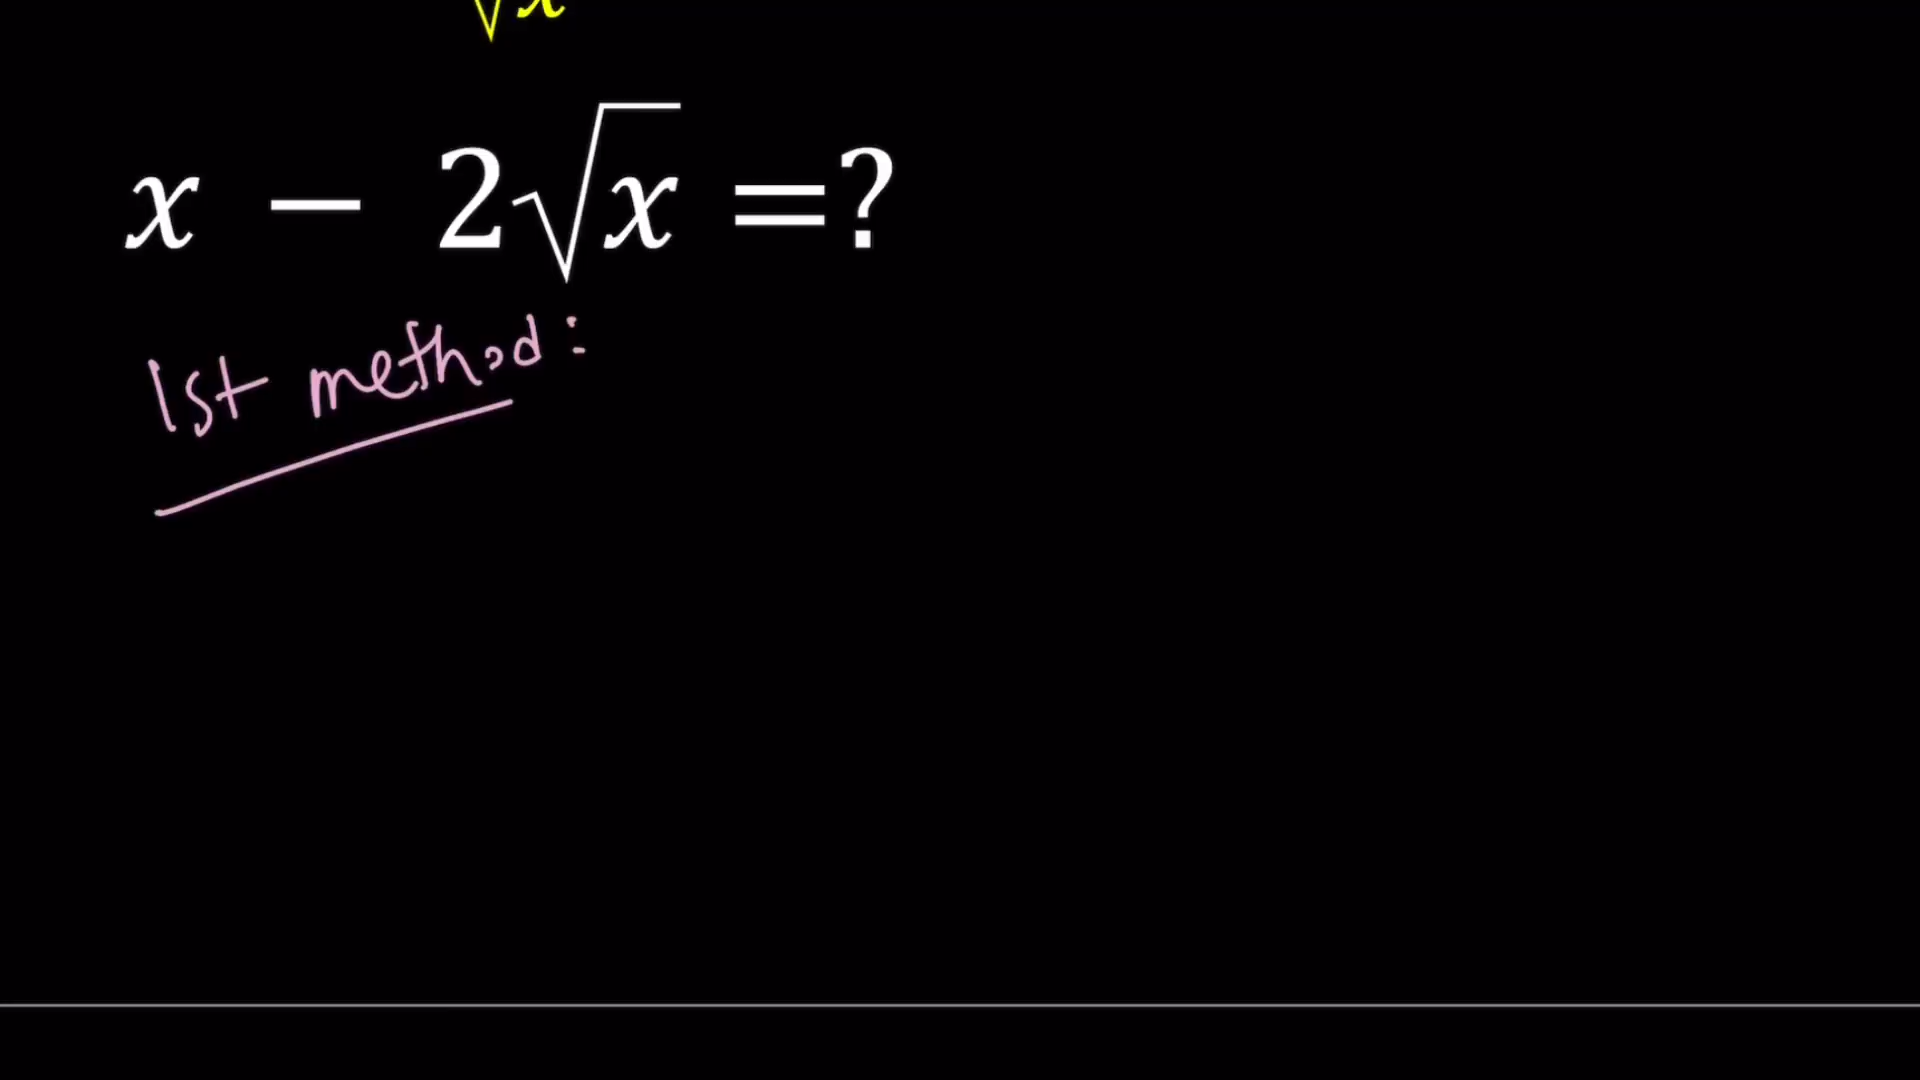 √x
x − 2√x =?
1st method: